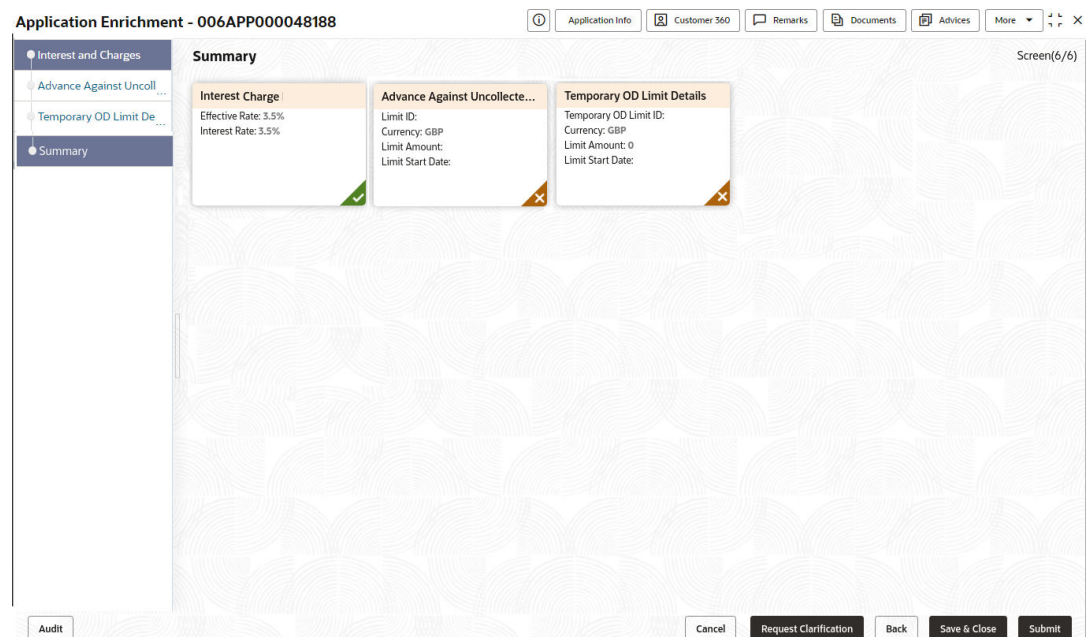 Application Enrichment - 006APP000048188
Application Info
Customer 360
Remarks
Documents
Advices
More
Interest and Charges
Advance Against Uncoll...
Temporary OD Limit De...
Summary
Summary
Screen(6/6)
Interest Charge
Effective Rate: 3.5%
Interest Rate: 3.5%
Advance Against Uncollecte...
Limit ID:
Currency: GBP
Limit Amount:
Limit Start Date:
Temporary OD Limit Details
Temporary OD Limit ID:
Currency: GBP
Limit Amount: 0
Limit Start Date:
Audit
Cancel
Request Clarification
Back
Save & Close
Submit